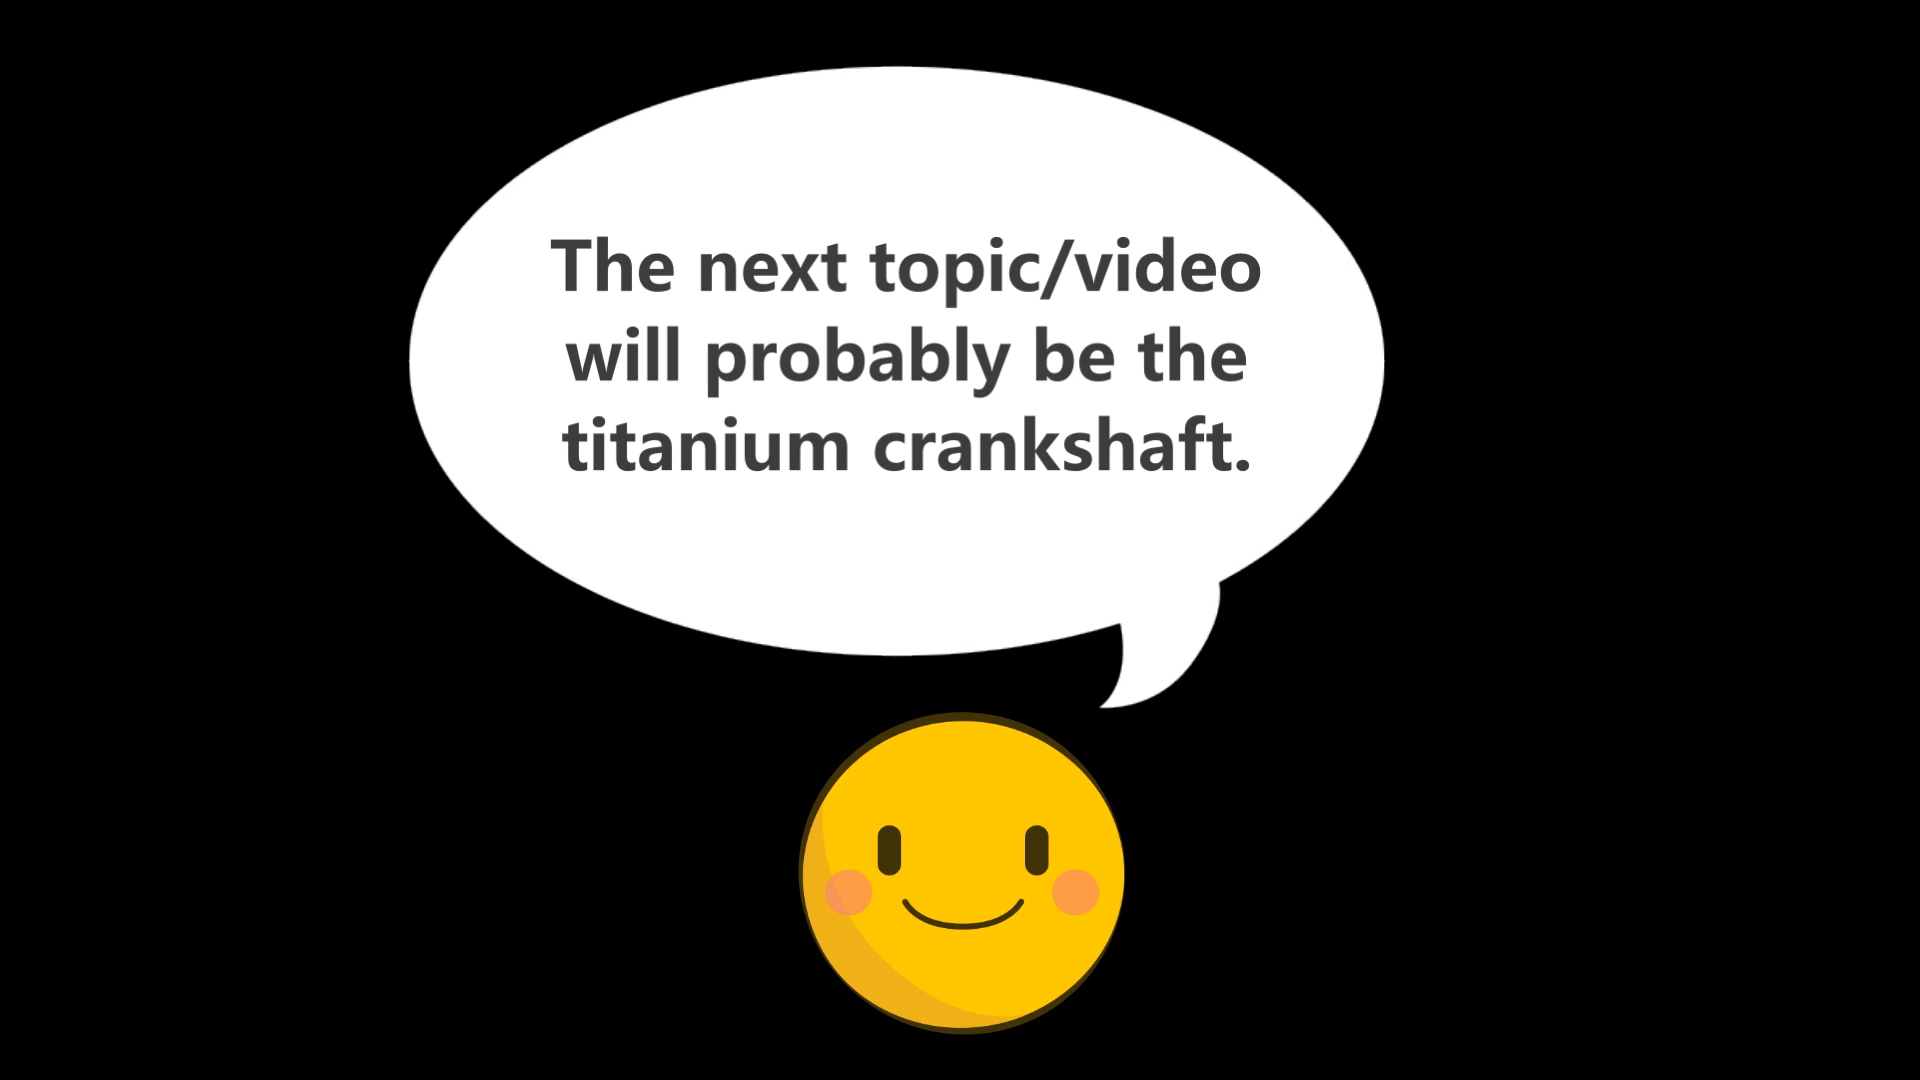 The next topic/video
will probably be the
titanium crankshaft.